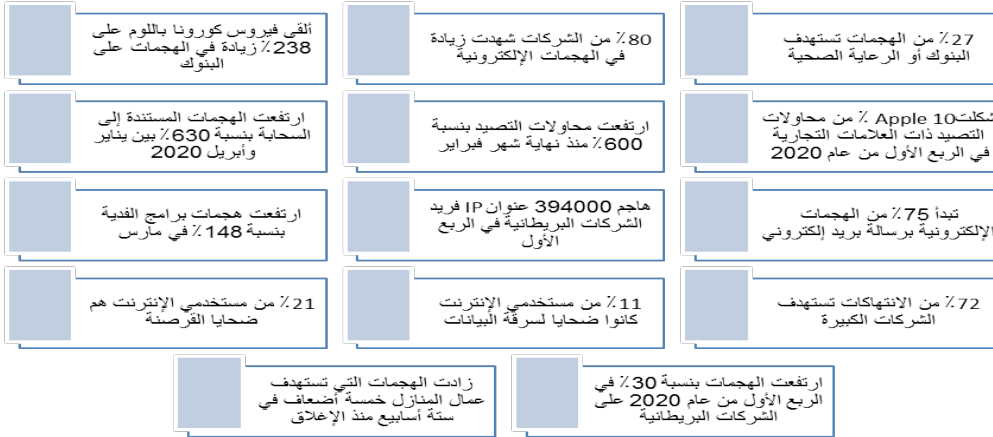 27٪ من الهجمات تستهدف
البنوك أو الرعاية الصحية
80٪ من الشركات شهدت زيادة
في الهجمات الإلكترونية
ألقى فيروس كورونا باللوم على
238٪ زيادة في الهجمات على
البنوك
شكلت Apple 10 ٪ من محاولات
التصيد ذات العلامات التجارية
في الربع الأول من عام 2020
ارتفعت محاولات التصيد بنسبة
600٪ منذ نهاية شهر فبراير
ارتفعت الهجمات المستندة إلى
السحابة بنسبة 630٪ بين يناير
وأبريل 2020
تبدأ 75٪ من الهجمات
الإلكترونية برسالة بريد إلكتروني
هاجم 394000 عنوان IP فريد
الشركات البريطانية في الربع
الأول
ارتفعت هجمات برامج الفدية
بنسبة 148٪ في مارس
72٪ من الانتهاكات تستهدف
الشركات الكبيرة
11٪ من مستخدمي الإنترنت
كانوا ضحايا لسرقة البيانات
21٪ من مستخدمي الإنترنت هم
ضحايا القرصنة
ارتفعت الهجمات بنسبة 30٪ في
الربع الأول من عام 2020 على
الشركات البريطانية
زادت الهجمات التي تستهدف
عمال المنازل خمسة أضعاف في
ستة أسابيع منذ الإغلاق